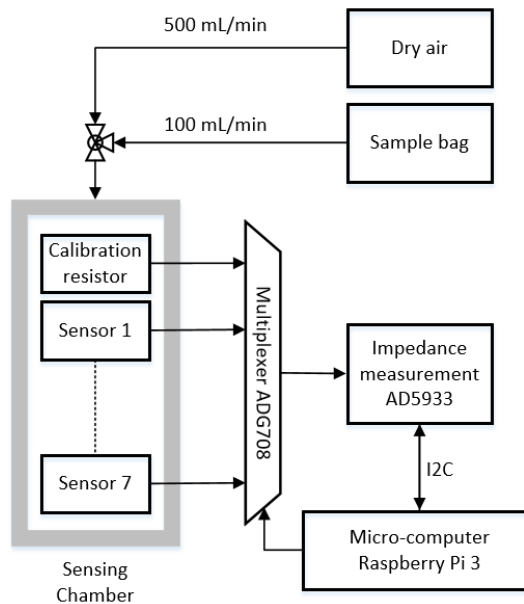 500 mL/min
Dry air
100 mL/min
Sample bag
Calibration
resistor
Sensor 1
Sensor 7
Sensing
Chamber
Multiplexer ADG708
Impedance
measurement
AD5933
I2C
Micro-computer
Raspberry Pi 3